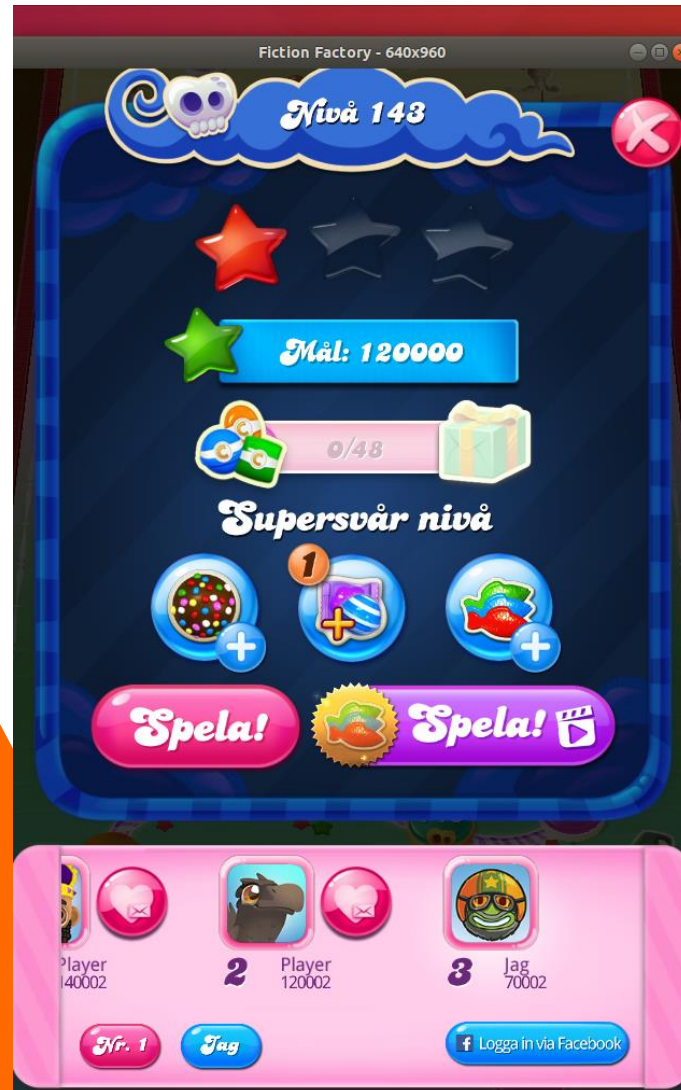 Fiction Factory - 640x960
Nivå 143
Mål: 120000
0/48
Supersvår nivå
1
Spela!
Spela!
Player
140002
2
Player
120002
3
Jag
70002
Nr. 1
Jag
Logga in via Facebook